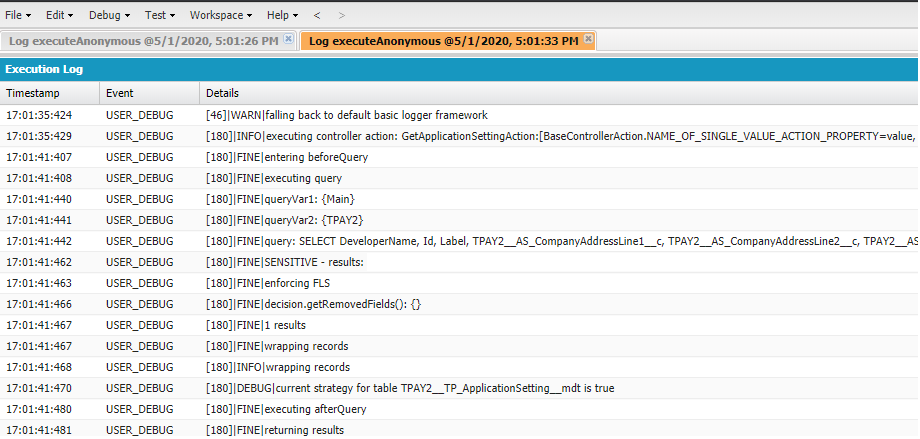 File Edit Debug Test Workspace Help < >
Log executeAnonymous @5/1/2020, 5:01:26 PM Log executeAnonymous @5/1/2020, 5:01:33 PM
Execution Log
Timestamp Event Details
17:01:35:424 USER_DEBUG [46]|WARN|falling back to default basic logger framework
17:01:35:429 USER_DEBUG [180]|INFO|executing controller action: GetApplicationSettingAction:[BaseControllerAction.NAME_OF_SINGLE_VALUE_ACTION_PROPERTY=value,
17:01:41:407 USER_DEBUG [180]|FINE|entering beforeQuery
17:01:41:408 USER_DEBUG [180]|FINE|executing query
17:01:41:440 USER_DEBUG [180]|FINE|queryVar1: {Main}
17:01:41:441 USER_DEBUG [180]|FINE|queryVar2: {TPAY2}
17:01:41:442 USER_DEBUG [180]|FINE|query: SELECT DeveloperName, Id, Label, TPAY2__AS_CompanyAddressLine1__c, TPAY2__AS_CompanyAddressLine2__c, TPAY2__AS
17:01:41:462 USER_DEBUG [180]|FINE|SENSITIVE - results:
17:01:41:463 USER_DEBUG [180]|FINE|enforcing FLS
17:01:41:466 USER_DEBUG [180]|FINE|decision.getRemovedFields(): {}
17:01:41:467 USER_DEBUG [180]|FINE|1 results
17:01:41:467 USER_DEBUG [180]|FINE|wrapping records
17:01:41:468 USER_DEBUG [180]|INFO|wrapping records
17:01:41:470 USER_DEBUG [180]|DEBUG|current strategy for table TPAY2__TP_ApplicationSetting__mdt is true
17:01:41:480 USER_DEBUG [180]|FINE|executing afterQuery
17:01:41:481 USER_DEBUG [180]|FINE|returning results